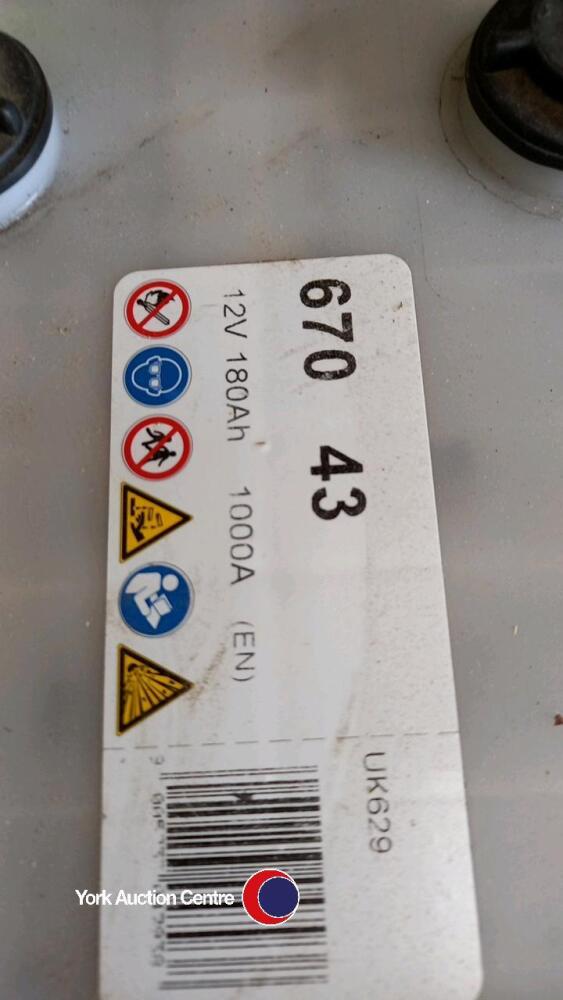 670 43
12V 180Ah 1000A (EN)
UK629
York Auction Centre